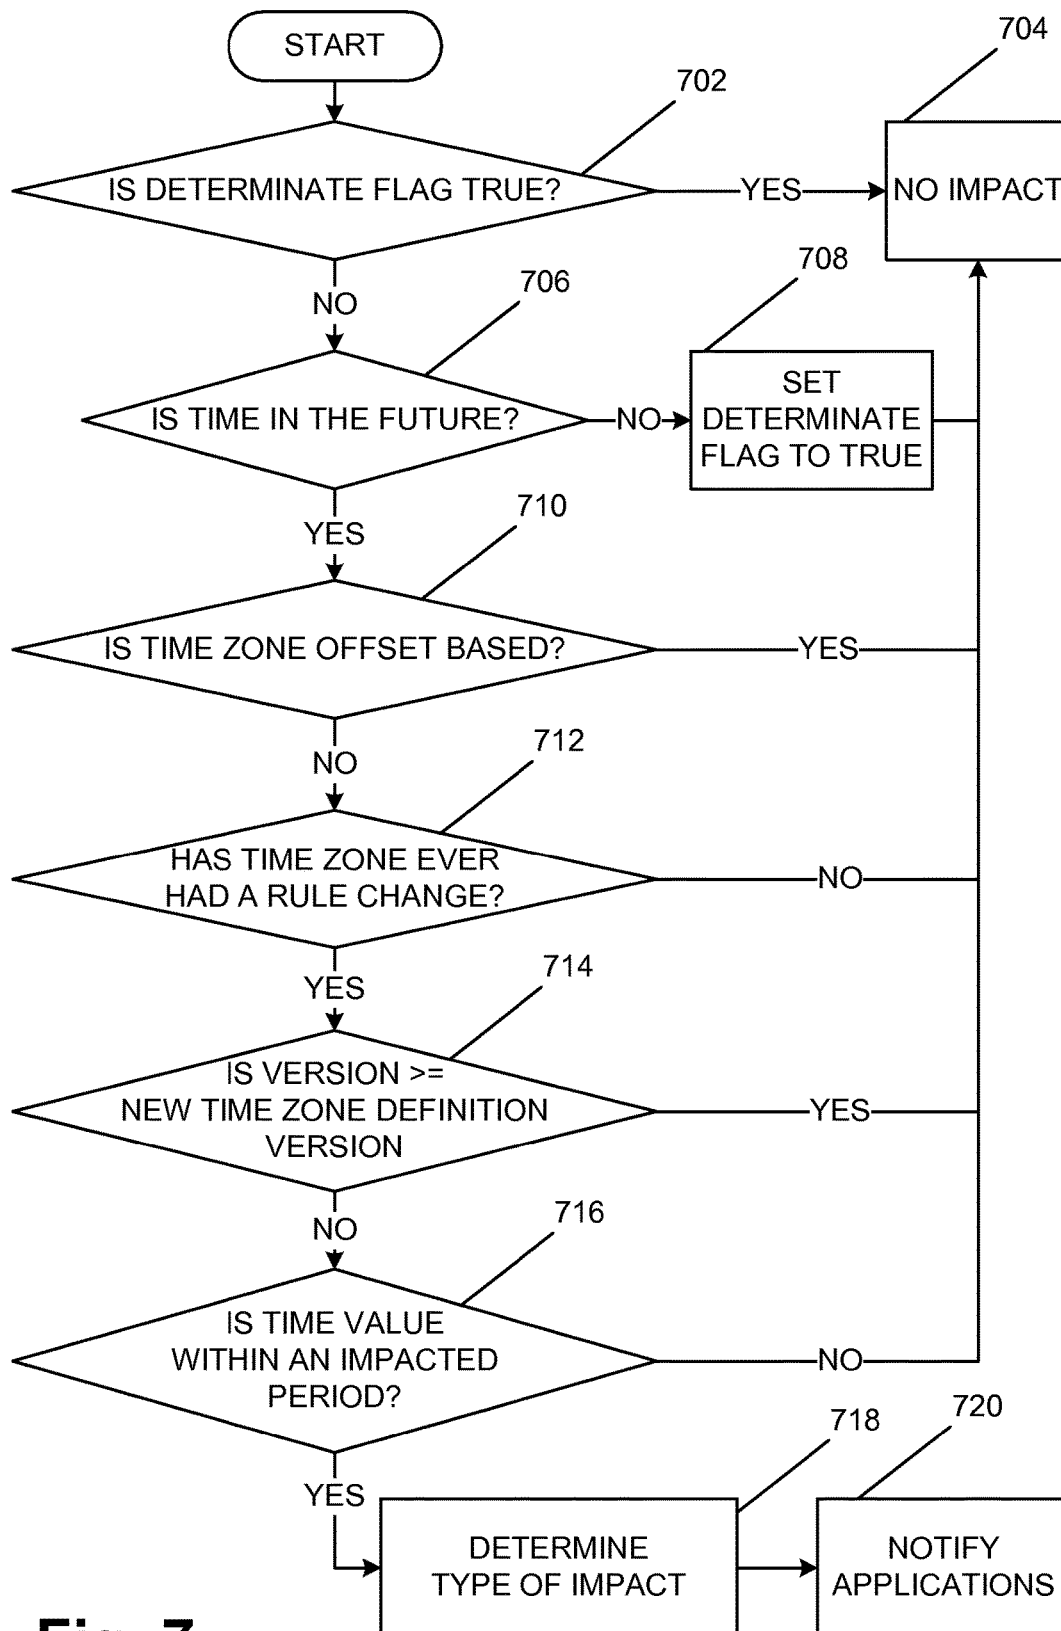 START
704
702
IS DETERMINATE FLAG TRUE?
YES
NO IMPACT
NO
706
708
IS TIME IN THE FUTURE?
NO
SET
DETERMINATE
FLAG TO TRUE
YES
710
IS TIME ZONE OFFSET BASED?
YES
NO
712
HAS TIME ZONE EVER
HAD A RULE CHANGE?
NO
YES
714
IS VERSION >=
NEW TIME ZONE DEFINITION
VERSION
YES
NO
716
IS TIME VALUE
WITHIN AN IMPACTED
PERIOD?
NO
YES
718
720
DETERMINE
TYPE OF IMPACT
NOTIFY
APPLICATIONS